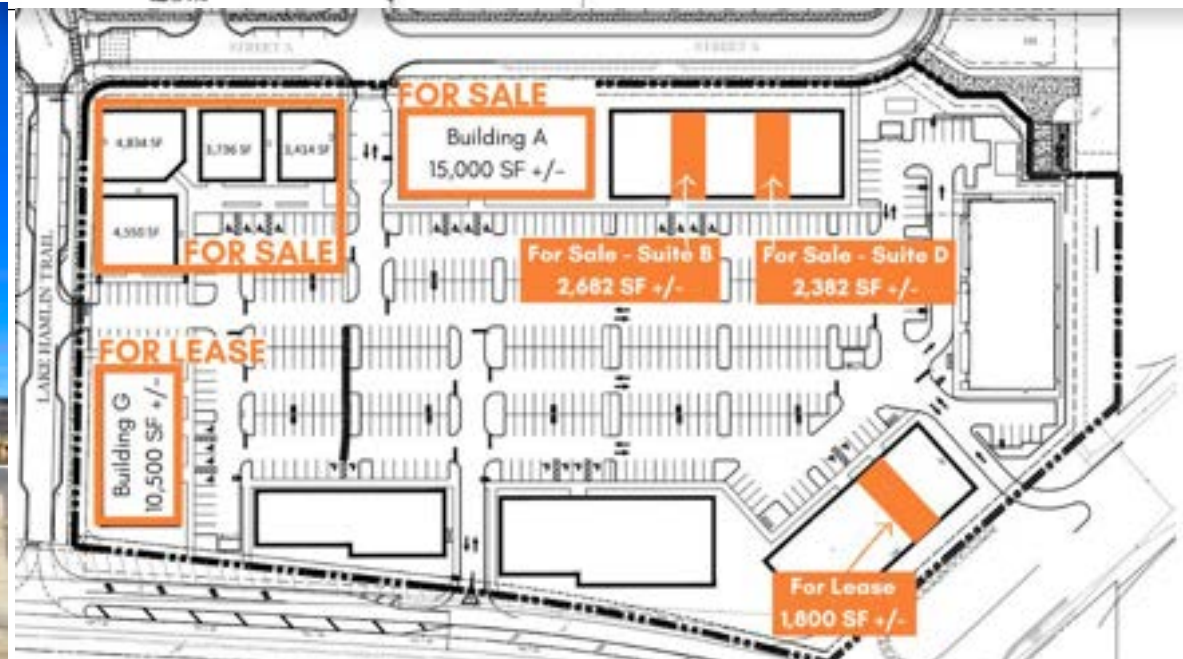 STREET A
STREET A
FOR SALE
Building A
15,000 SF +/-
4,834 SF
3,736 SF
3,414 SF
4,550 SF
FOR SALE
For Sale - Suite B
2,682 SF +/-
For Sale - Suite D
2,382 SF +/-
LAKE HAMLIN TRAIL
FOR LEASE
Building G
10,500 SF +/-
For Lease
1,800 SF +/-